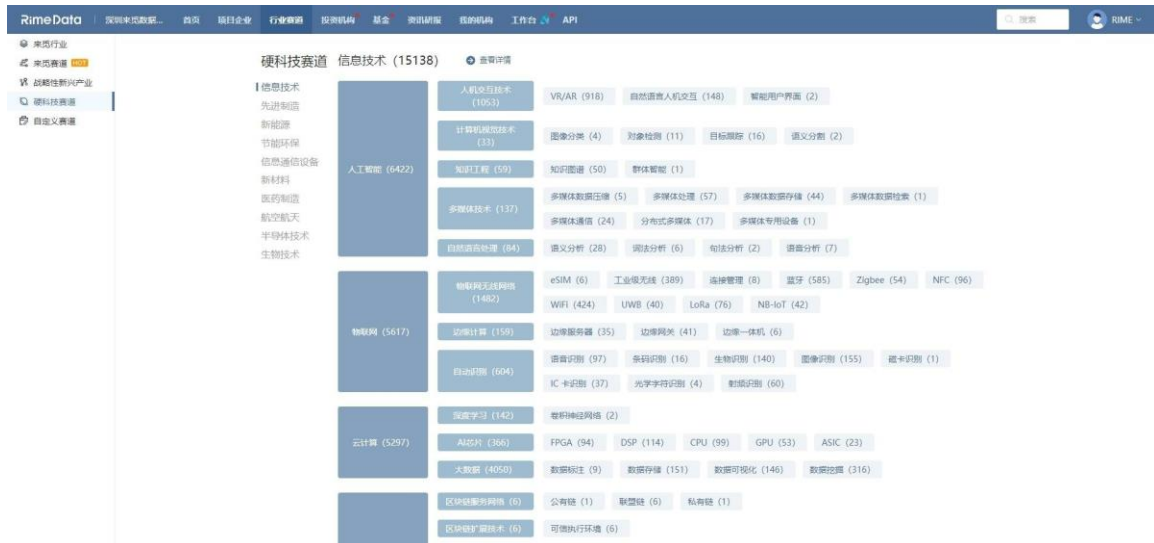 RimeData 深圳来觅数据... 首页 项目企业 行业赛道 投资机构 基金 资讯研报 我的机构 工作台 API 搜索 RIME
来觅行业
来觅赛道 HOT
战略性新兴产业
硬科技赛道
自定义赛道
硬科技赛道 信息技术 (15138) 查看详情
信息技术
先进制造
新能源
节能环保
信息通信设备
新材料
医药制造
航空航天
半导体技术
生物技术
人工智能 (6422)
人机交互技术 (1053)
VR/AR (918) 自然语言人机交互 (148) 智能用户界面 (2)
计算机视觉技术 (33)
图像分类 (4) 对象检测 (11) 目标跟踪 (16) 语义分割 (2)
知识工程 (59)
知识图谱 (50) 群体智能 (1)
多媒体技术 (137)
多媒体数据压缩 (5) 多媒体处理 (57) 多媒体数据存储 (44) 多媒体数据检索 (1)
多媒体通信 (24) 分布式多媒体 (17) 多媒体专用设备 (1)
自然语言处理 (84)
语义分析 (28) 词法分析 (6) 句法分析 (2) 语音分析 (7)
物联网 (5617)
物联网无线网络 (1482)
eSIM (6) 工业级无线 (389) 连接管理 (8) 蓝牙 (585) Zigbee (54) NFC (96)
WiFi (424) UWB (40) LoRa (76) NB-IoT (42)
边缘计算 (159)
边缘服务器 (35) 边缘网关 (41) 边缘一体机 (6)
自动识别 (604)
语音识别 (97) 条码识别 (16) 生物识别 (140) 图像识别 (155) 磁卡识别 (1)
IC 卡识别 (37) 光学字符识别 (4) 射频识别 (60)
云计算 (5297)
深度学习 (142)
卷积神经网络 (2)
AI芯片 (366)
FPGA (94) DSP (114) CPU (99) GPU (53) ASIC (23)
大数据 (4050)
数据标注 (9) 数据存储 (151) 数据可视化 (146) 数据挖掘 (316)
区块链服务网络 (6)
公有链 (1) 联盟链 (6) 私有链 (1)
区块链扩展技术 (6)
可信执行环境 (6)